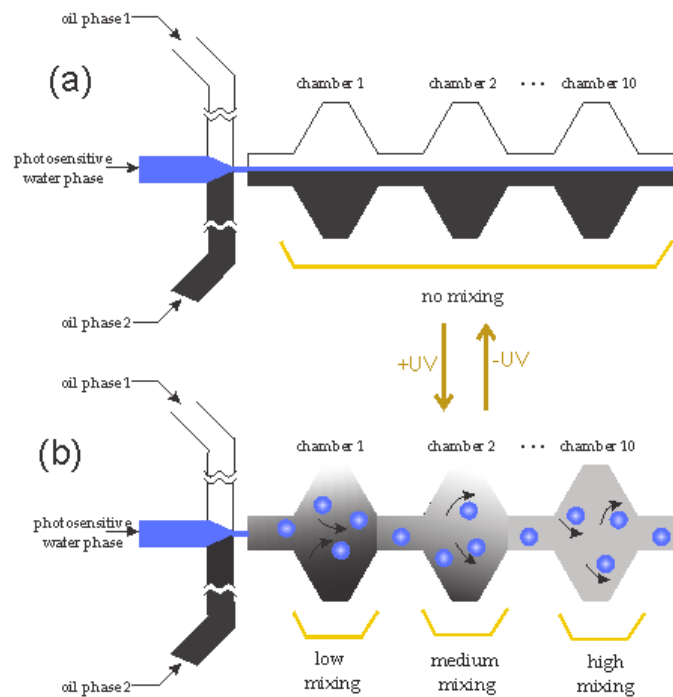 oil phase 1
(a)
chamber 1
chamber 2
...
chamber 10
photosensitive
water phase
oil phase 2
no mixing
+UV
-UV
oil phase 1
(b)
chamber 1
chamber 2
...
chamber 10
photosensitive
water phase
oil phase 2
low
mixing
medium
mixing
high
mixing